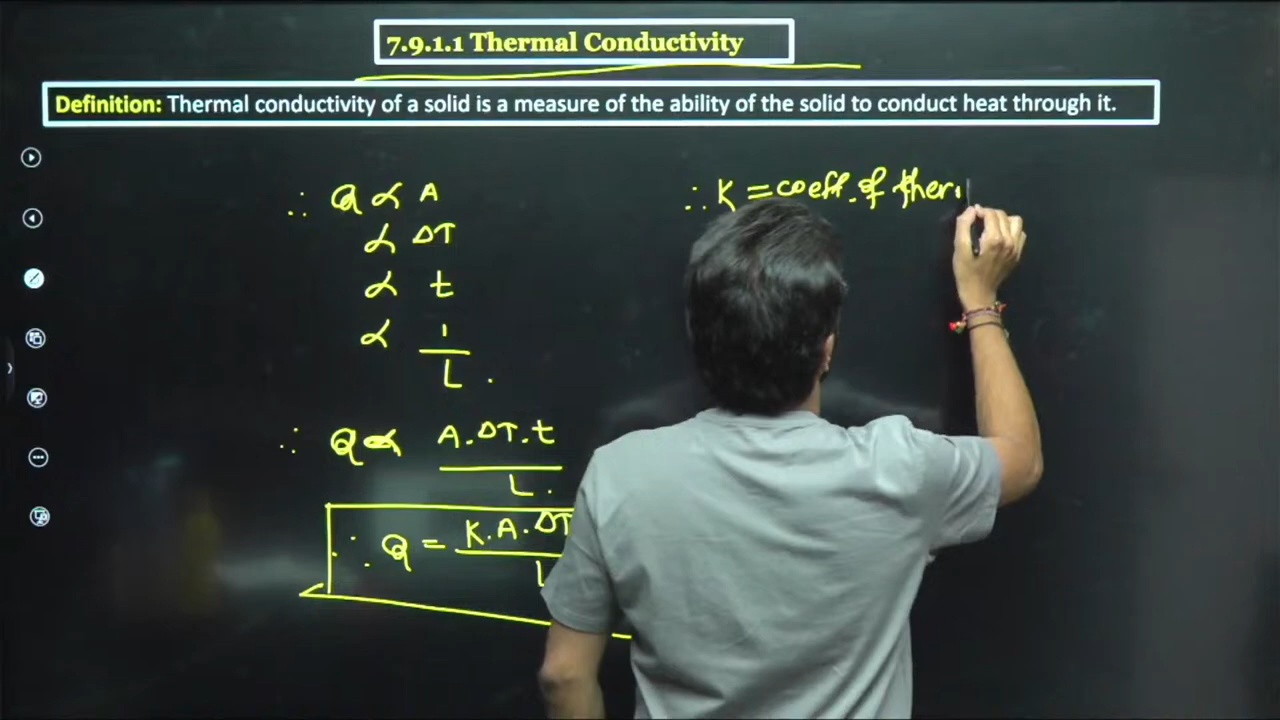 7.9.1.1 Thermal Conductivity
Definition: Thermal conductivity of a solid is a measure of the ability of the solid to conduct heat through it.
∴ Q ∝ A
∝ ΔT
∝ t
∝ 1/L.
∴ Q ∝ A.ΔT.t/L.
∴ Q = K.A.ΔT/L
∴ K = coeff. of ther